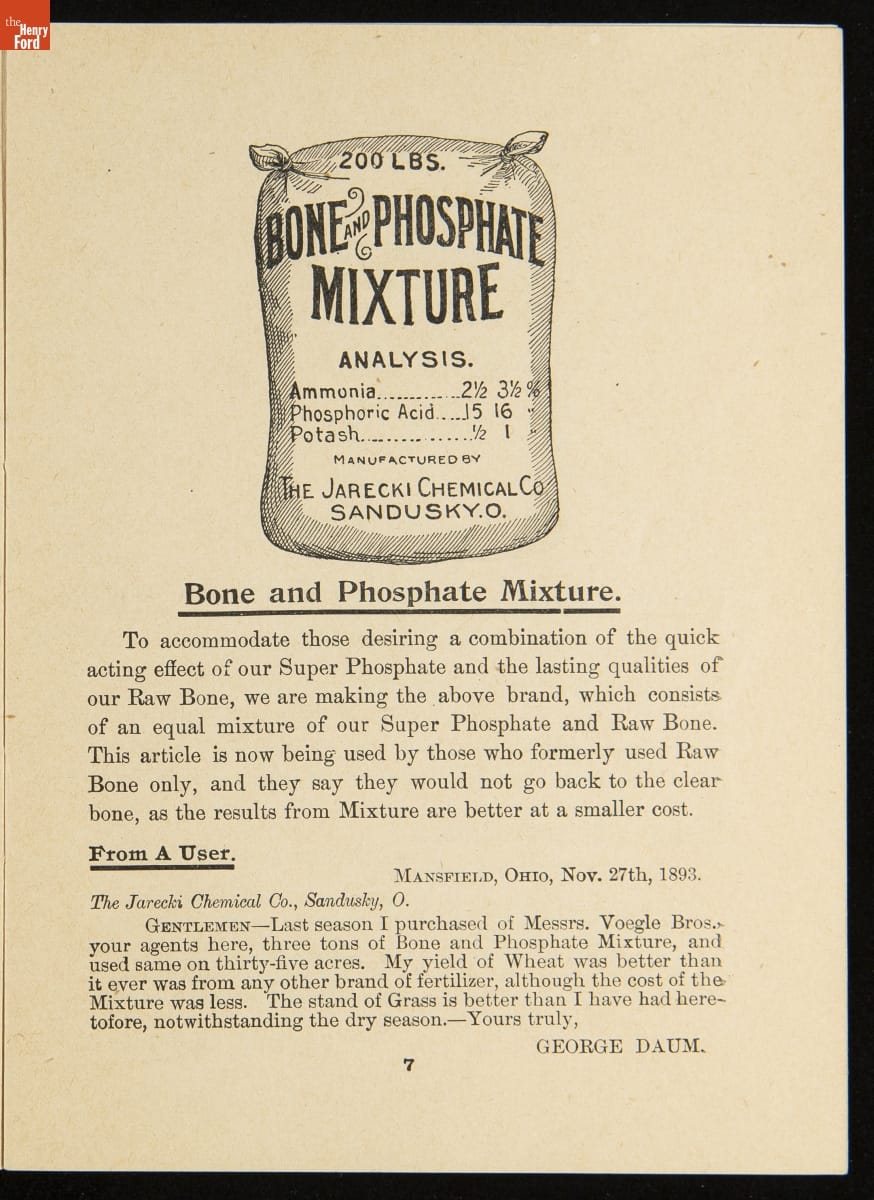 the
Henry
Ford
200 LBS.
BONE AND PHOSPHATE
MIXTURE
ANALYSIS.
Ammonia............2½ 3½ %
Phosphoric Acid....15 16 "
Potash...............½ 1 "
MANUFACTURED BY
THE JARECKI CHEMICAL CO
SANDUSKY.O.
Bone and Phosphate Mixture.
To accommodate those desiring a combination of the quick
acting effect of our Super Phosphate and the lasting qualities of
our Raw Bone, we are making the above brand, which consists
of an equal mixture of our Super Phosphate and Raw Bone.
This article is now being used by those who formerly used Raw
Bone only, and they say they would not go back to the clear
bone, as the results from Mixture are better at a smaller cost.
From A User.
MANSFIELD, OHIO, Nov. 27th, 1893.
The Jarecki Chemical Co., Sandusky, O.
GENTLEMEN—Last season I purchased of Messrs. Voegle Bros.,
your agents here, three tons of Bone and Phosphate Mixture, and
used same on thirty-five acres. My yield of Wheat was better than
it ever was from any other brand of fertilizer, although the cost of the
Mixture was less. The stand of Grass is better than I have had here-
tofore, notwithstanding the dry season.—Yours truly,
GEORGE DAUM.
7